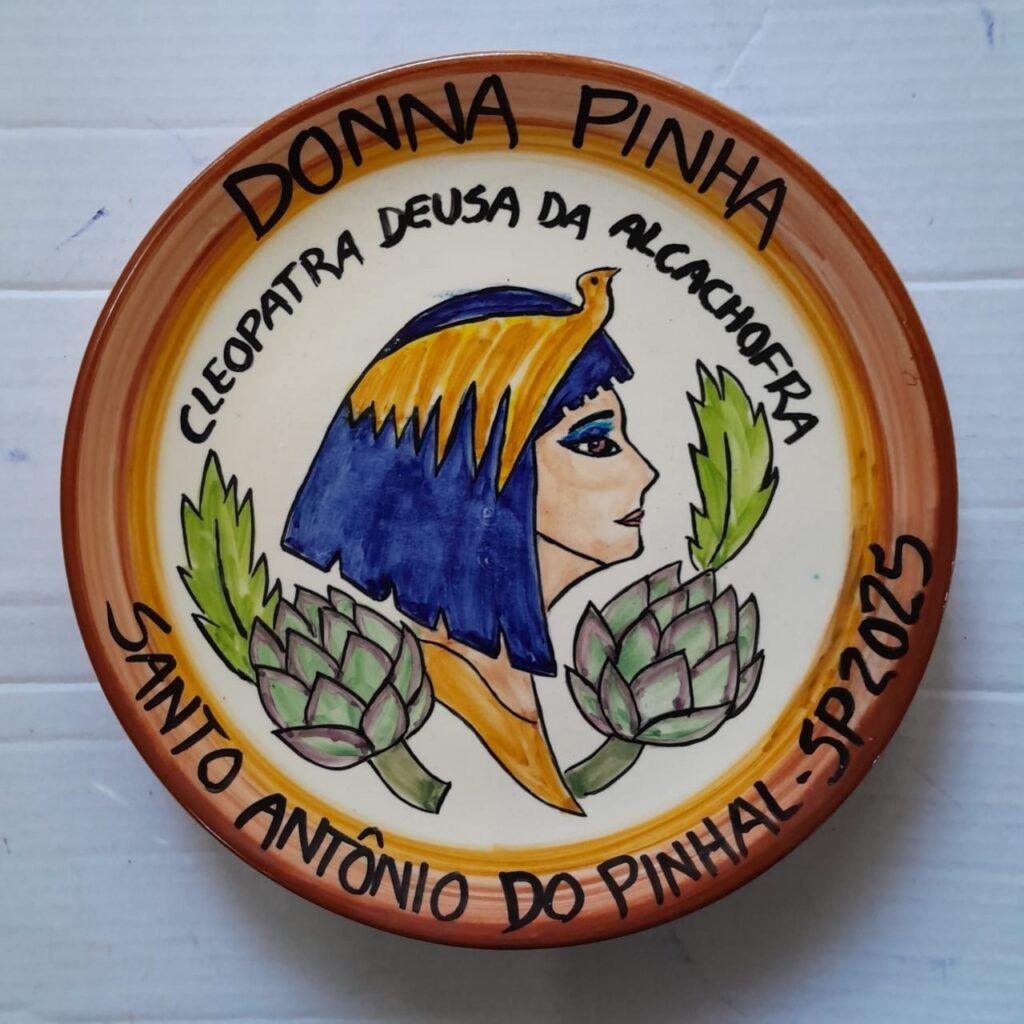 DONNA PINHA
CLEOPATRA DEUSA DA ALCACHOFRA
SANTO ANTÔNIO DO PINHAL-SP2025